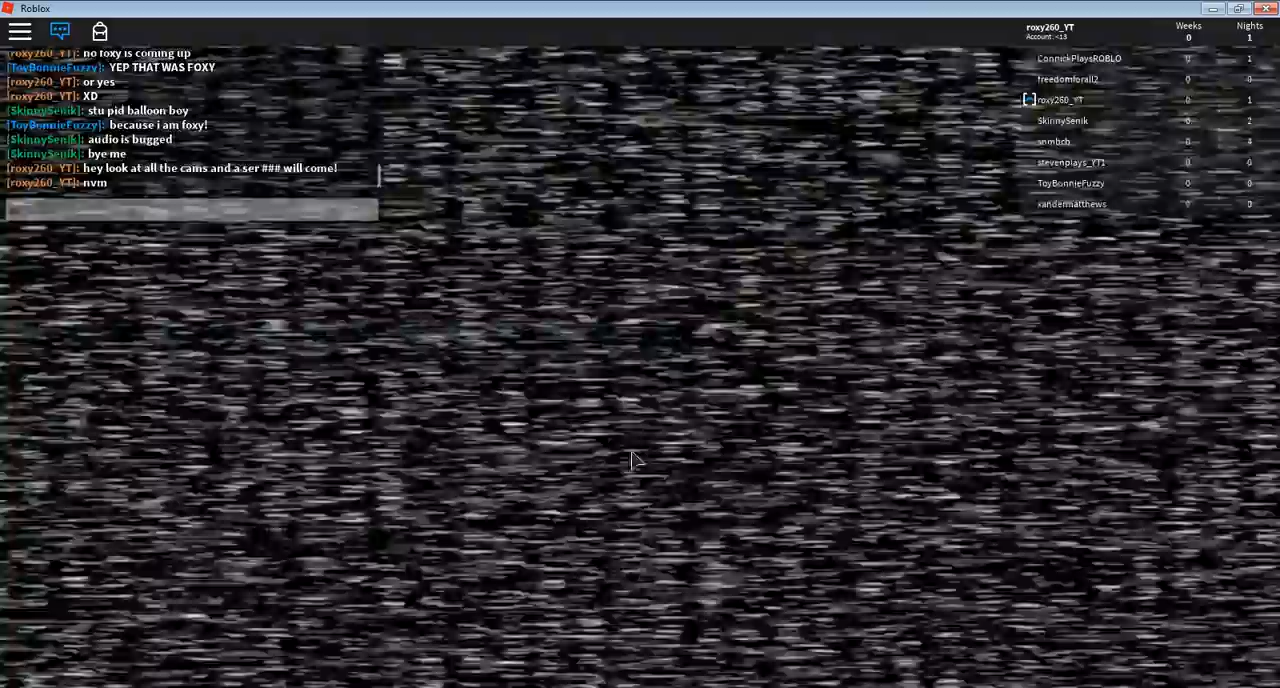 Roblox
roxy260_YT
Account: <13
Weeks
0
Nights
1
[roxy260_YT]: no foxy is coming up
[ToyBonnieFuzzy]: YEP THAT WAS FOXY
[roxy260_YT]: or yes
[roxy260_YT]: XD
[SkinnySenik]: stu pid balloon boy
[ToyBonnieFuzzy]: because i am foxy!
[SkinnySenik]: audio is bugged
[SkinnySenik]: bye me
[roxy260_YT]: hey look at all the cams and a ser ### will come!
[roxy260_YT]: nvm
ConnickPlaysROBLO 0 1
freedomforall2 0 0
roxy260_YT 0 1
SkinnySenik 0 2
0 4
stevenplays_YT1 0 0
ToyBonnieFuzzy 0 0
xandermatthews 0 0